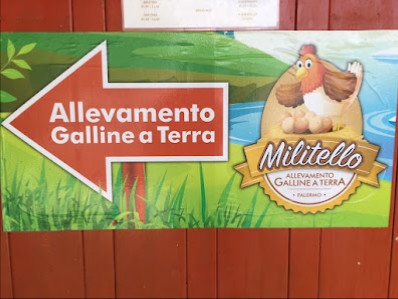 Allevamento
Galline a Terra
Militello
ALLEVAMENTO
GALLINE A TERRA
• PALERMO •